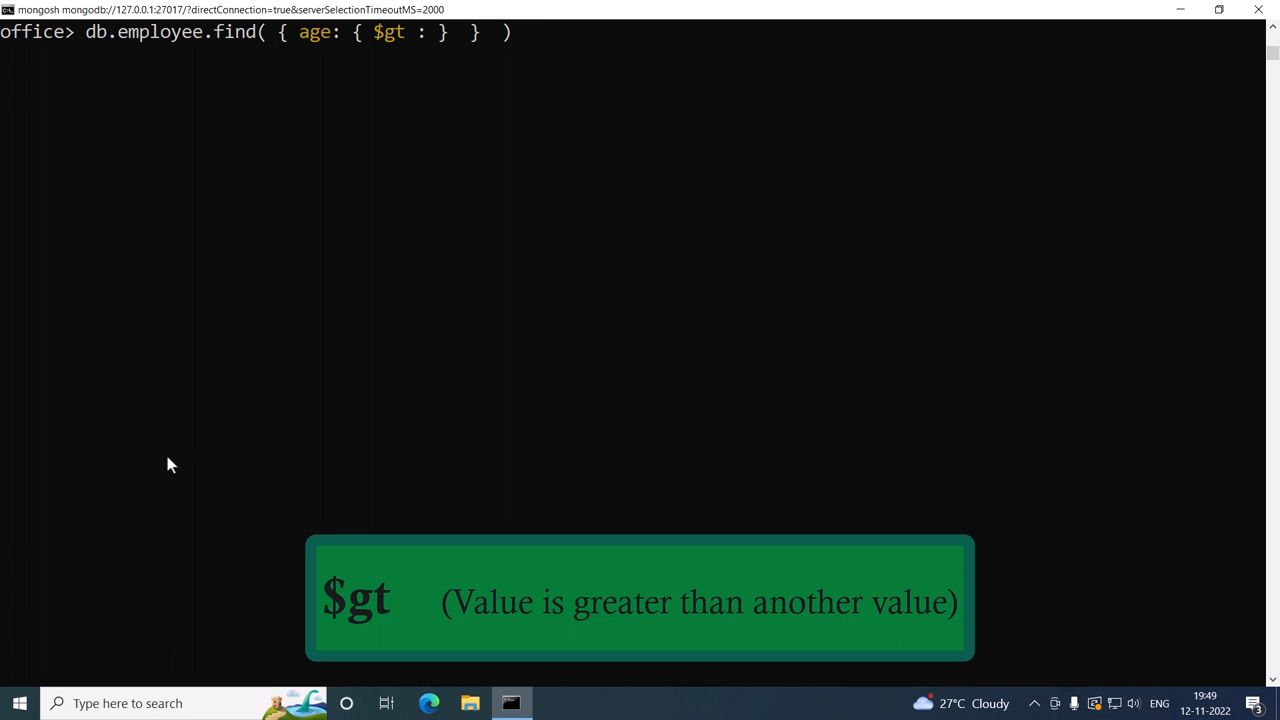 mongosh mongodb://127.0.0.1:27017/?directConnection=true&serverSelectionTimeoutMS=2000
office> db.employee.find( { age: { $gt : }  }  )
$gt (Value is greater than another value)
Type here to search
27°C Cloudy
ENG
19:49
12-11-2022
3